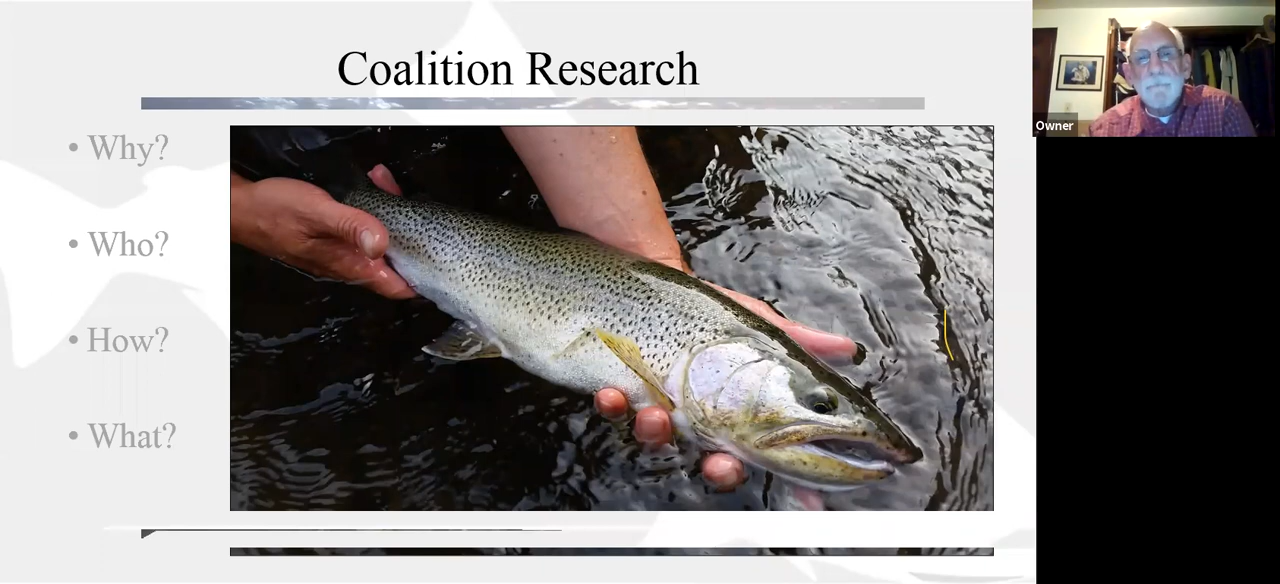 Coalition Research
• Why?
• Who?
• How?
• What?
Owner